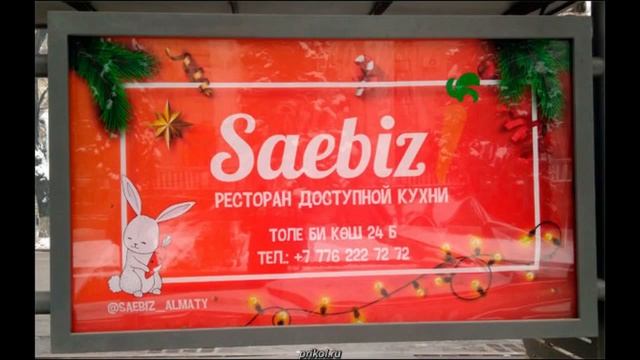 Saebiz
РЕСТОРАН ДОСТУПНОЙ КУХНИ
ТОЛЕ БИ КӨШ 24 Б
ТЕЛ.: +7 776 222 72 72
@SAEBIZ_ALMATY
prikol.ru